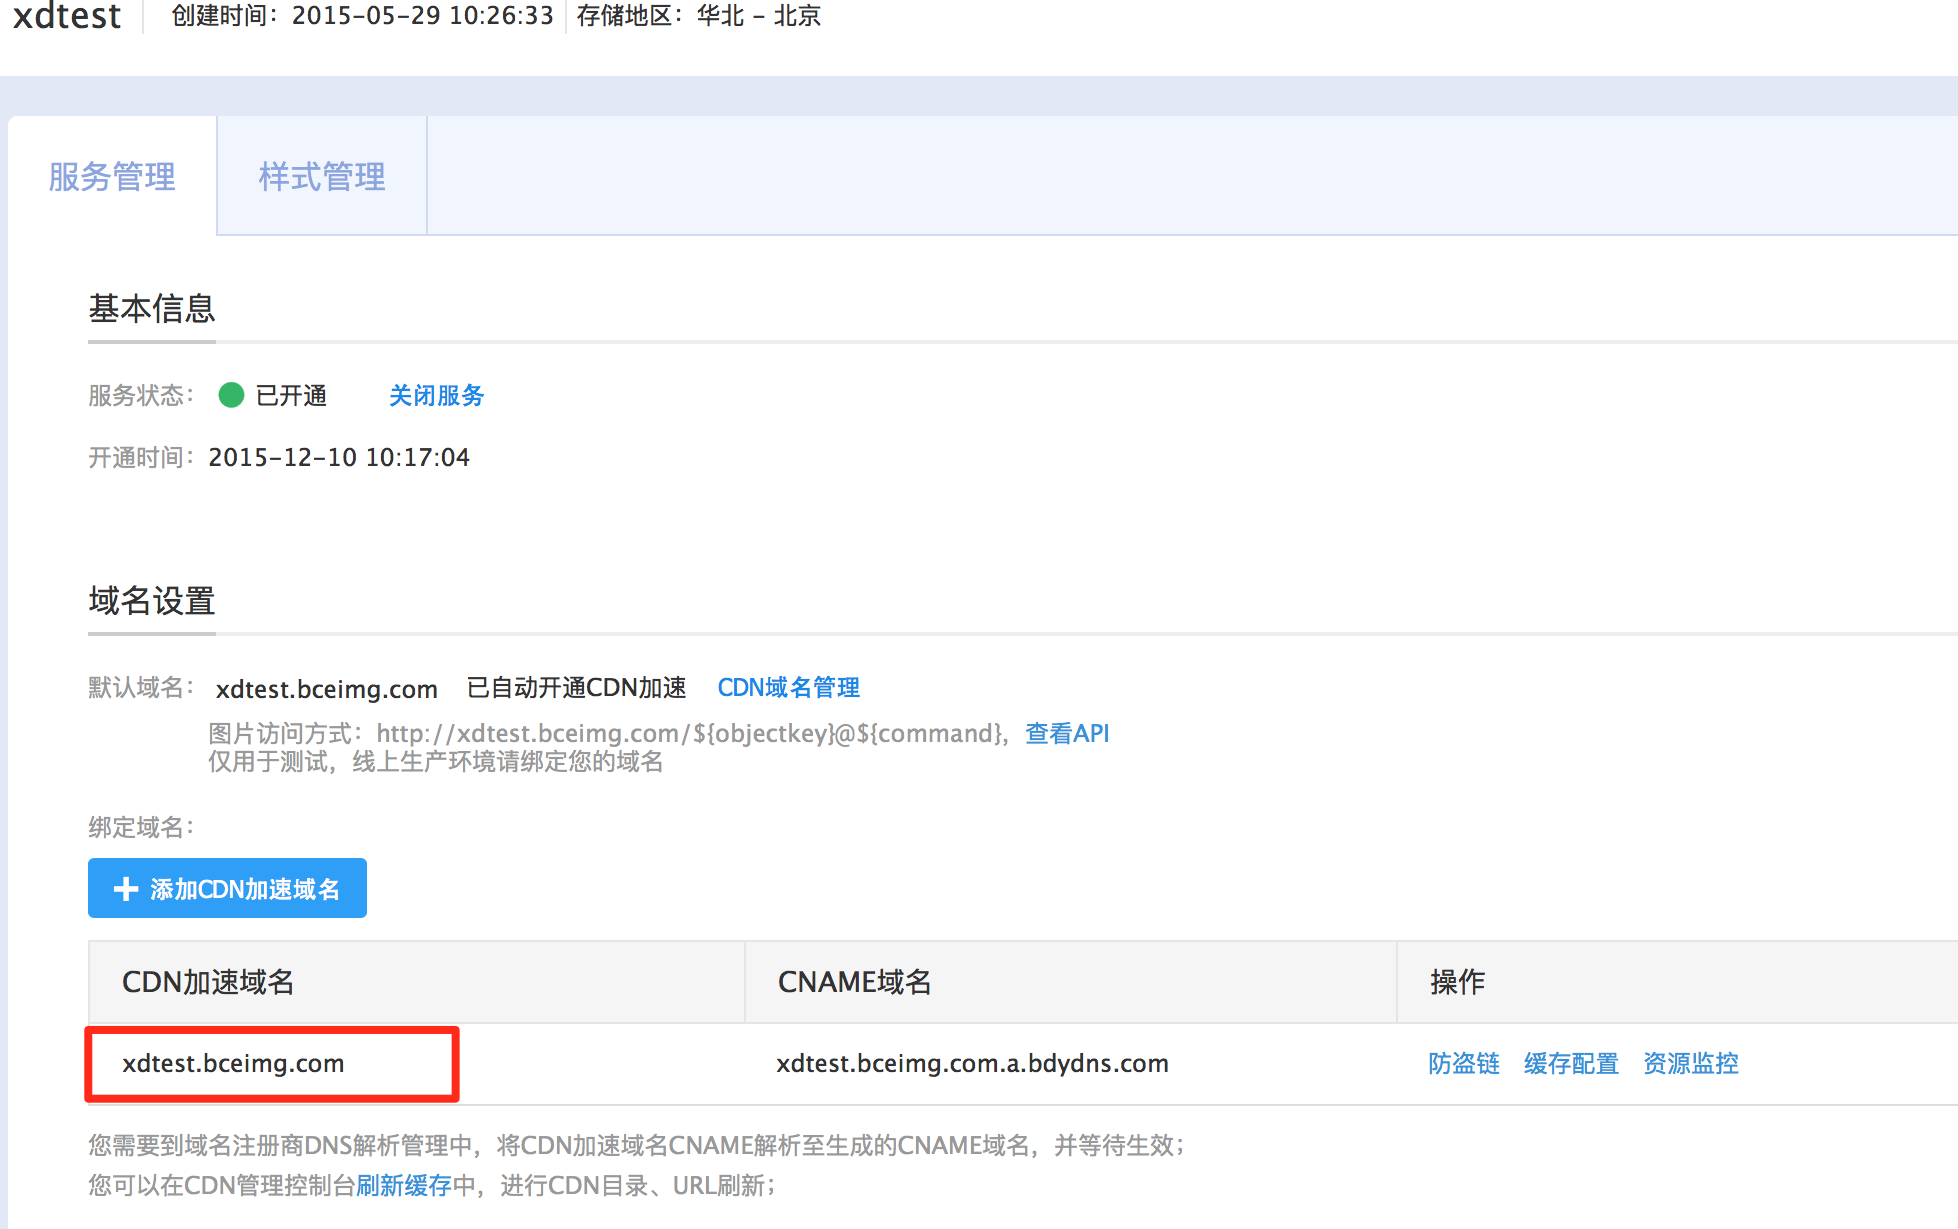 xdtest 创建时间：2015-05-29 10:26:33 存储地区：华北 - 北京
服务管理 样式管理
基本信息
服务状态： 已开通 关闭服务
开通时间：2015-12-10 10:17:04
域名设置
默认域名： xdtest.bceimg.com 已自动开通CDN加速 CDN域名管理
图片访问方式：http://xdtest.bceimg.com/${objectkey}@${command}，查看API
仅用于测试，线上生产环境请绑定您的域名
绑定域名：
添加CDN加速域名
CDN加速域名 CNAME域名 操作
xdtest.bceimg.com xdtest.bceimg.com.a.bdydns.com 防盗链 缓存配置 资源监控
您需要到域名注册商DNS解析管理中，将CDN加速域名CNAME解析至生成的CNAME域名，并等待生效；
您可以在CDN管理控制台刷新缓存中，进行CDN目录、URL刷新；